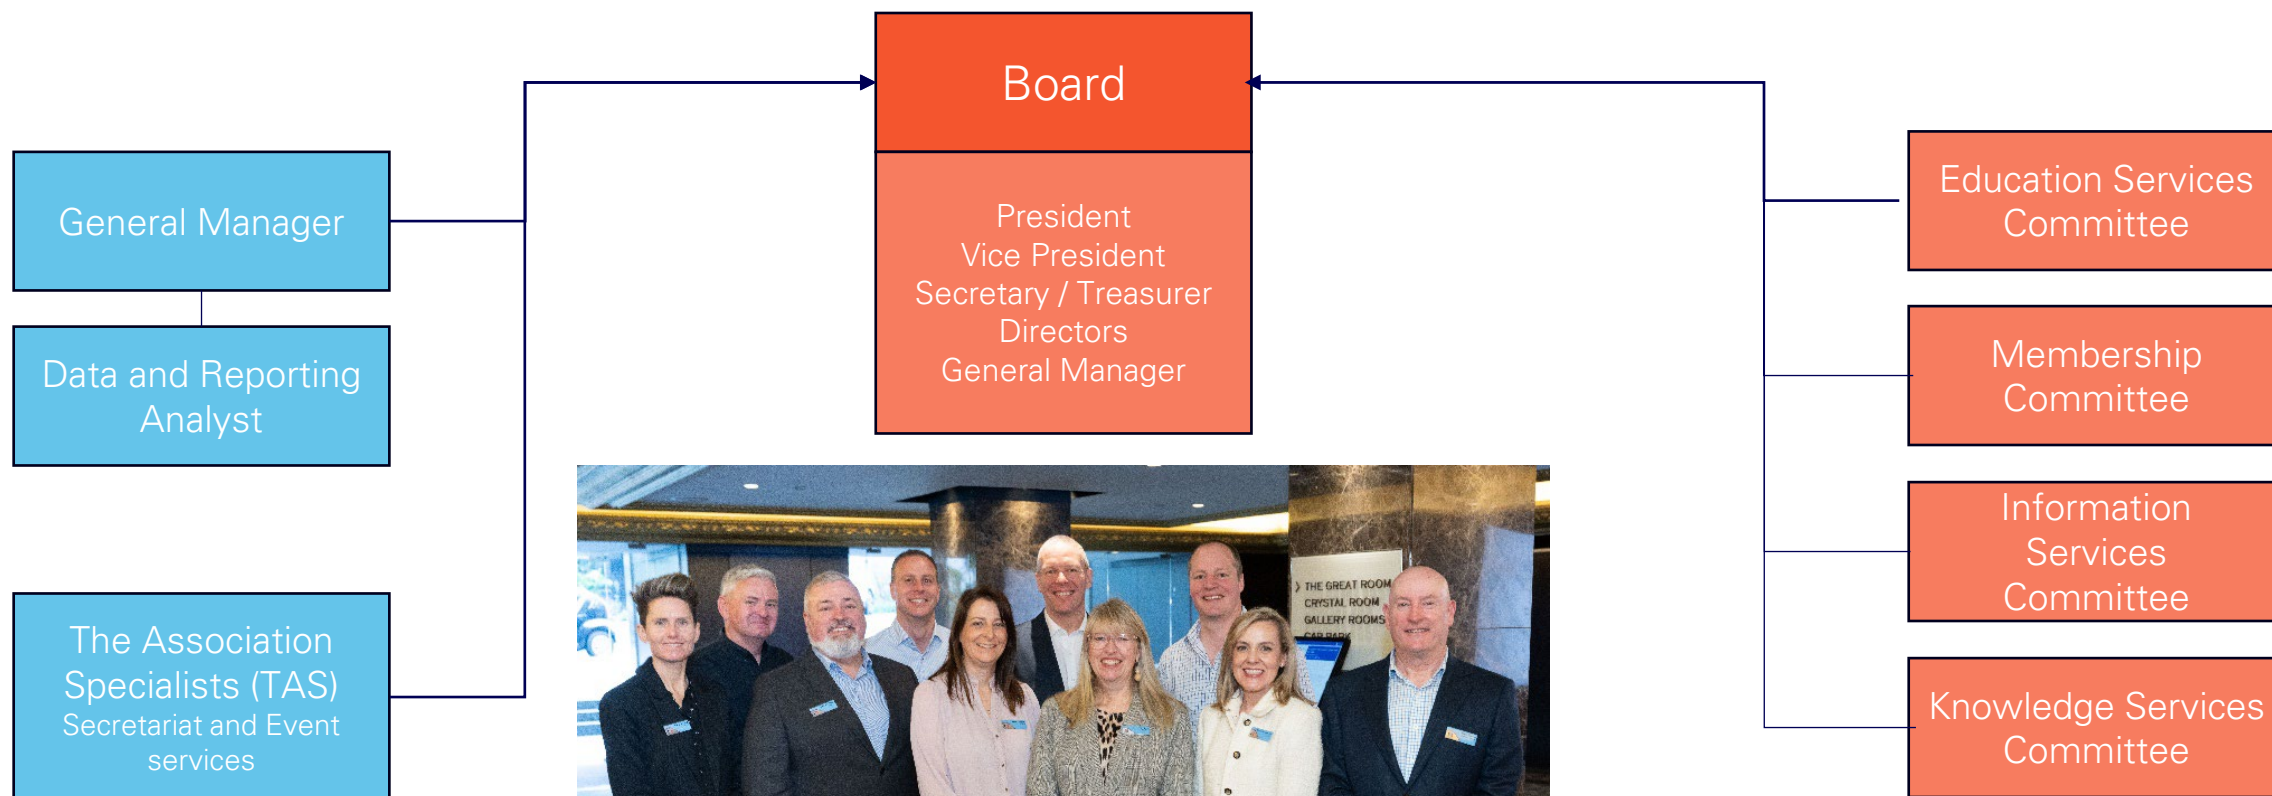 Board
President
Vice President
Secretary / Treasurer
Directors
General Manager
General Manager
Data and Reporting
Analyst
The Association
Specialists (TAS)
Secretariat and Event
services
Education Services
Committee
Membership
Committee
Information
Services
Committee
Knowledge Services
Committee
> THE GREAT ROOM
CRYSTAL ROOM
GALLERY ROOMS
CAR PARK